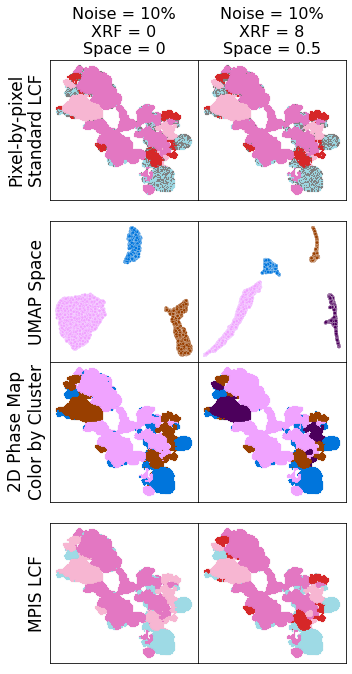 Noise = 10%
XRF = 0
Space = 0
Noise = 10%
XRF = 8
Space = 0.5
Pixel-by-pixel
Standard LCF
UMAP Space
2D Phase Map
Color by Cluster
MPIS LCF